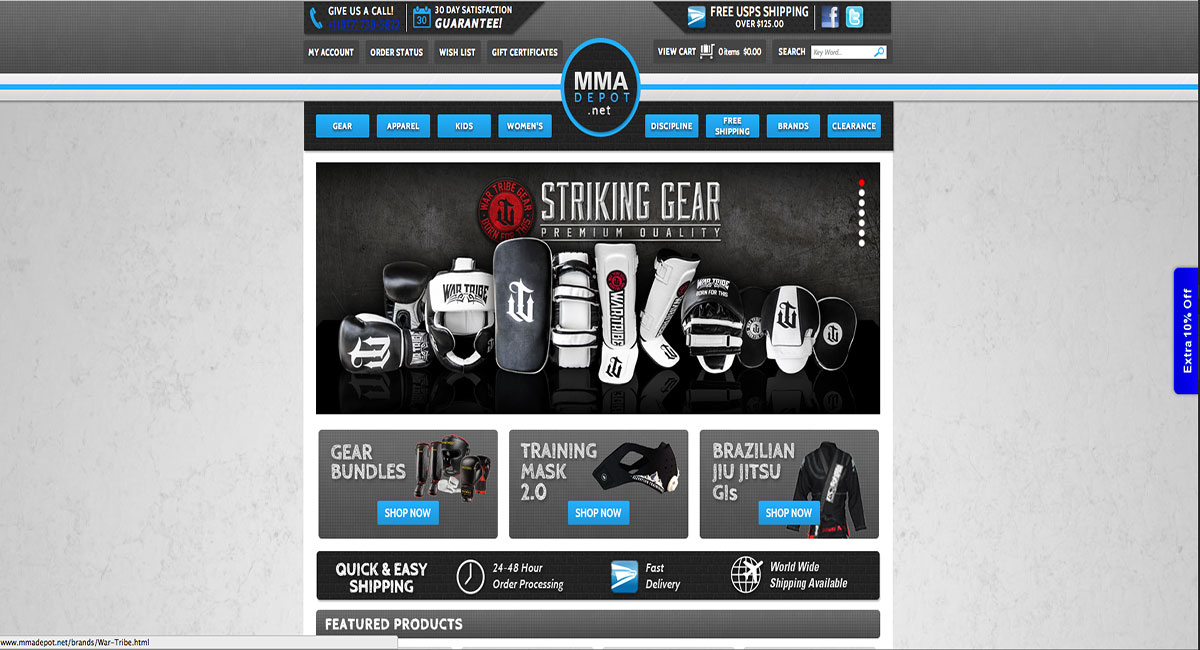 GIVE US A CALL!
30 DAY SATISFACTION
GUARANTEE!
30
FREE USPS SHIPPING
OVER $125.00
MY ACCOUNT
ORDER STATUS
WISH LIST
GIFT CERTIFICATES
VIEW CART
0 items $0.00
SEARCH
Key Word..
MMA
DEPOT
.net
GEAR
APPAREL
KIDS
WOMEN'S
DISCIPLINE
FREE
SHIPPING
BRANDS
CLEARANCE
WAR TRIBE GEAR
BORN FOR THIS
STRIKING GEAR
PREMIUM QUALITY
WAR TRIBE
WAR TRIBE
WAR TRIBE
BORN FOR THIS
Extra 10% Off
GEAR
BUNDLES
SHOP NOW
TRAINING
MASK
2.0
SHOP NOW
BRAZILIAN
JIU JITSU
GIs
SHOP NOW
QUICK & EASY
SHIPPING
24-48 Hour
Order Processing
Fast
Delivery
World Wide
Shipping Available
FEATURED PRODUCTS
www.mmadepot.net/brands/War-Tribe.html